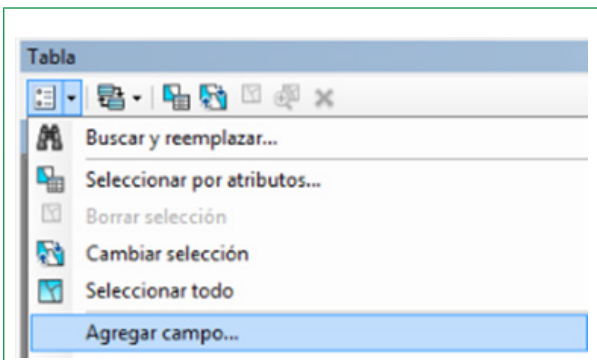 Tabla
Buscar y reemplazar...
Seleccionar por atributos...
Borrar selección
Cambiar selección
Seleccionar todo
Agregar campo...